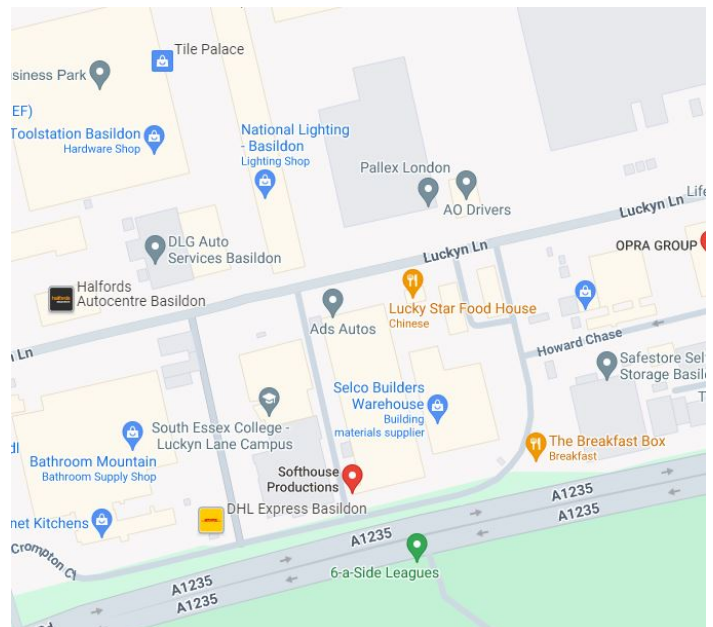 Tile Palace
siness Park
EF)
Toolstation Basildon
Hardware Shop
National Lighting
- Basildon
Lighting Shop
Pallex London
AO Drivers
Life
Luckyn Ln
OPRA GROUP
DLG Auto
Services Basildon
Luckyn Ln
halfords
Halfords
Autocentre Basildon
Lucky Star Food House
Chinese
Ads Autos
Howard Chase
n Ln
Safestore Sel
Storage Basild
T
Selco Builders
Warehouse
Building
materials supplier
South Essex College -
Luckyn Lane Campus
The Breakfast Box
Breakfast
dl
Bathroom Mountain
Bathroom Supply Shop
Softhouse
Productions
A1235
A1235
DHL Express Basildon
net Kitchens
A1235
A1235
Crompton Cl
6-a-Side Leagues
A1235
A1235